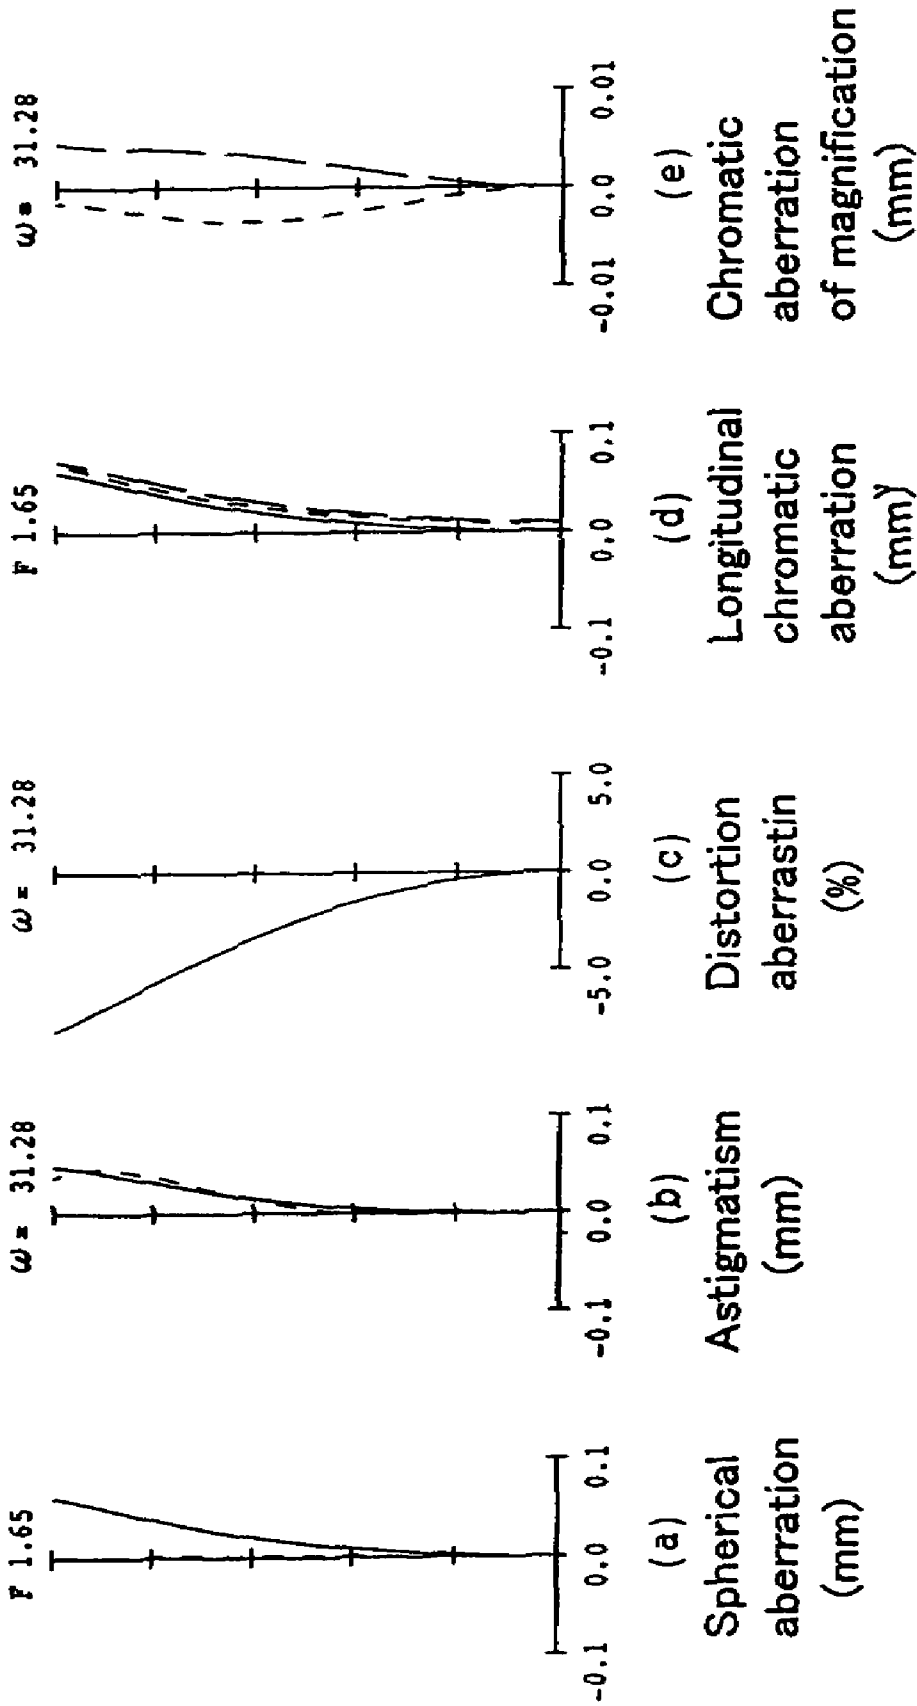 F 1.65
-0.1 0.0 0.1
(a)
Spherical
aberration
(mm)
ω= 31.28
-0.1 0.0 0.1
(b)
Astigmatism
(mm)
ω= 31.28
-5.0 0.0 5.0
(c)
Distortion
aberrastin
(%)
F 1.65
-0.1 0.0 0.1
(d)
Longitudinal
chromatic
aberration
(mm)
ω= 31.28
-0.01 0.0 0.01
(e)
Chromatic
aberration
of magnification
(mm)